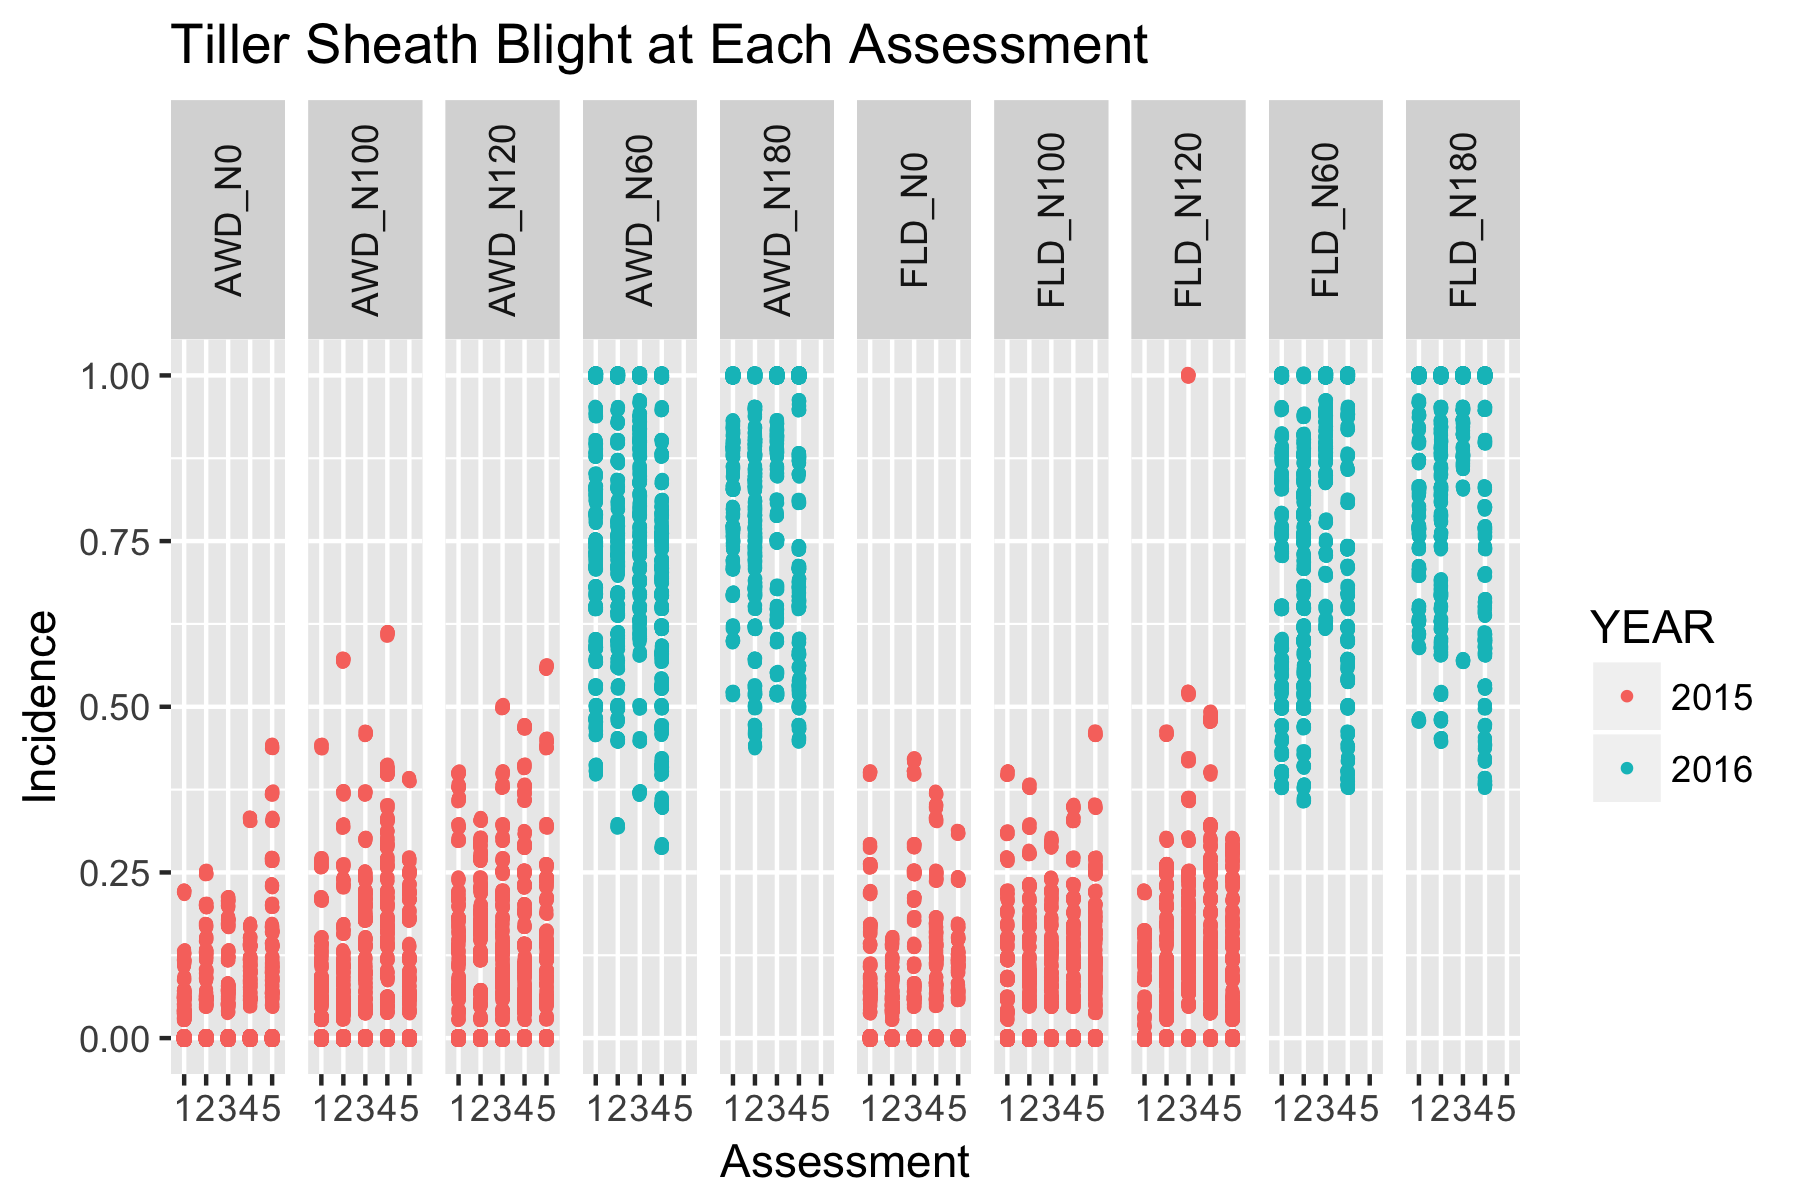 Tiller Sheath Blight at Each Assessment
AWD_N0
AWD_N100
AWD_N120
AWD_N60
AWD_N180
FLD_N0
FLD_N100
FLD_N120
FLD_N60
FLD_N180
1.00
0.75
0.50
0.25
0.00
Incidence
12345 12345 12345 12345 12345 12345 12345 12345 12345 12345
Assessment
YEAR
2015
2016